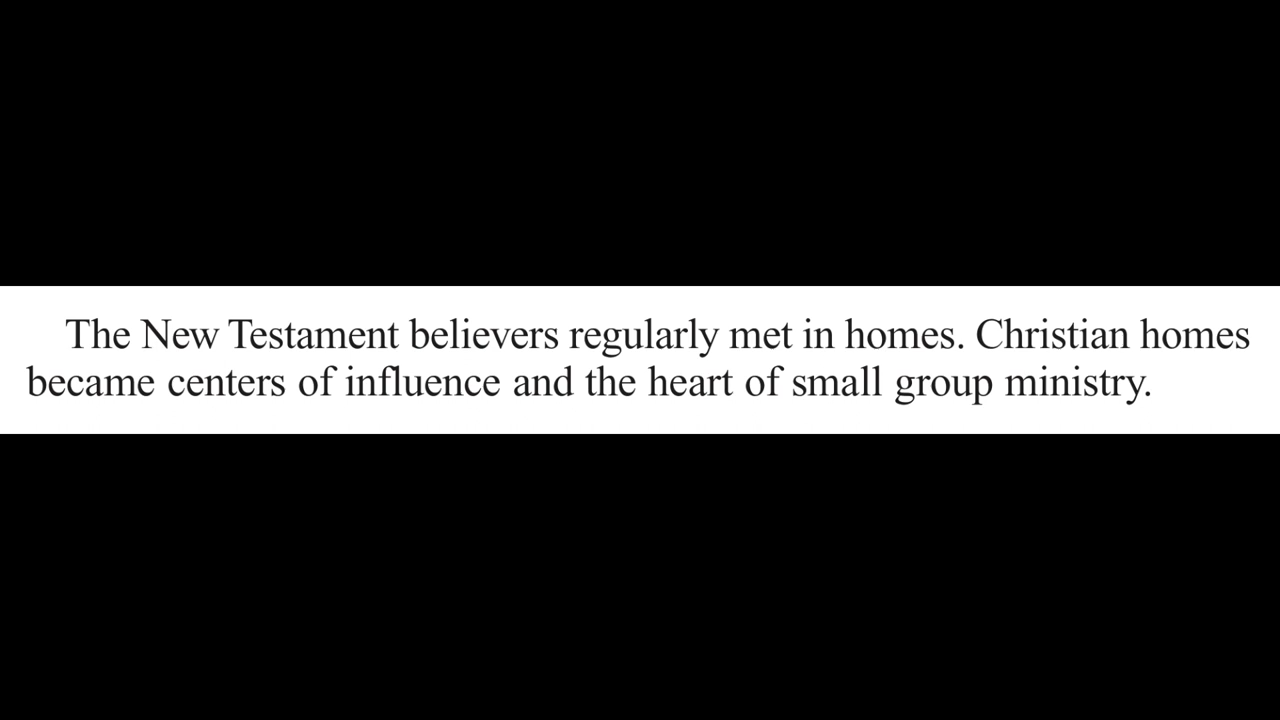 The New Testament believers regularly met in homes. Christian homes
became centers of influence and the heart of small group ministry.